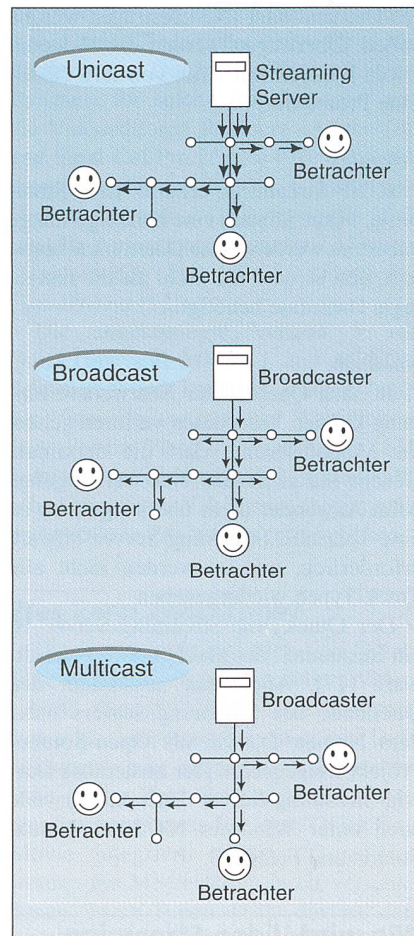 Unicast
Streaming
Server
Betrachter
Betrachter
Betrachter
Broadcast
Broadcaster
Betrachter
Betrachter
Betrachter
Multicast
Broadcaster
Betrachter
Betrachter
Betrachter